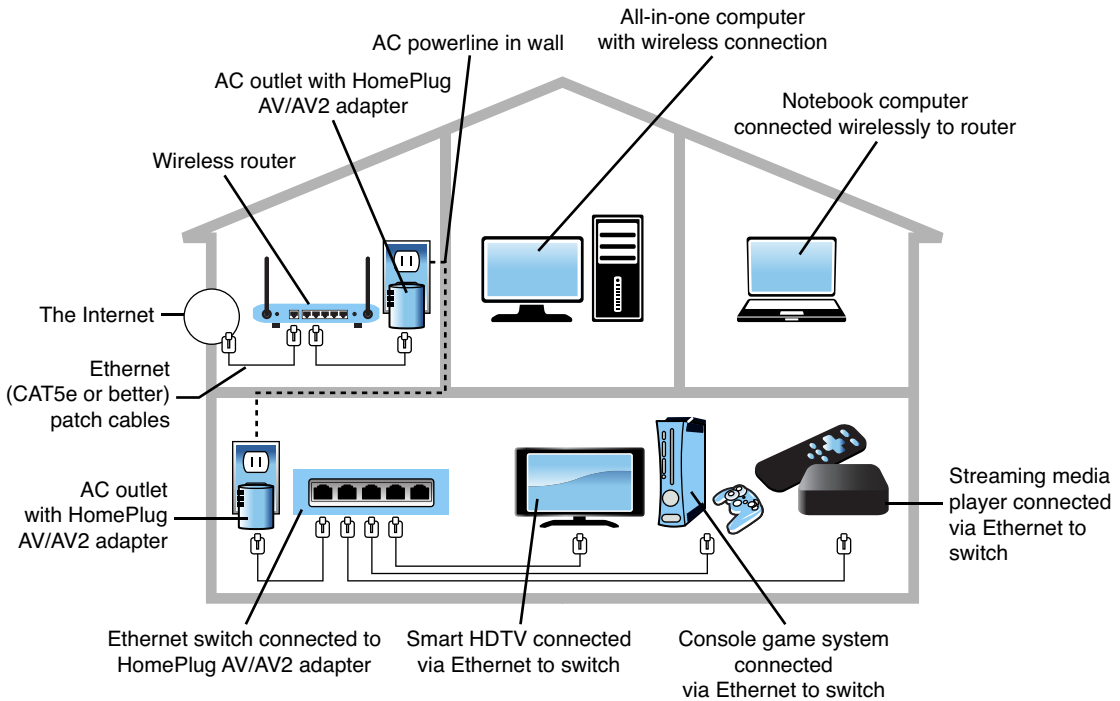 All-in-one computer
with wireless connection
AC powerline in wall
AC outlet with HomePlug
AV/AV2 adapter
Notebook computer
connected wirelessly to router
Wireless router
The Internet
Ethernet
(CAT5e or better)
patch cables
AC outlet
with HomePlug
AV/AV2 adapter
Streaming media
player connected
via Ethernet to
switch
Ethernet switch connected to
HomePlug AV/AV2 adapter
Smart HDTV connected
via Ethernet to switch
Console game system
connected
via Ethernet to switch